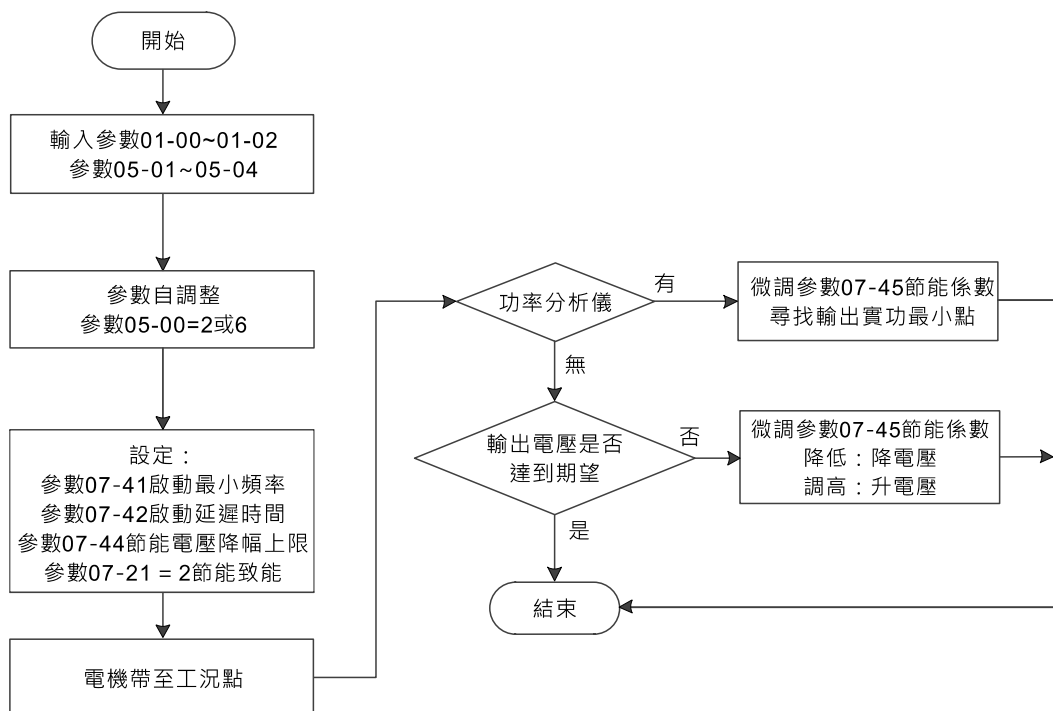 開始
輸入參數01-00~01-02
參數05-01~05-04
參數自調整
參數05-00=2或6
設定：
參數07-41啟動最小頻率
參數07-42啟動延遲時間
參數07-44節能電壓降幅上限
參數07-21 = 2節能致能
電機帶至工況點
功率分析儀
有
微調參數07-45節能係數
尋找輸出實功最小點
無
輸出電壓是否
達到期望
否
微調參數07-45節能係數
降低：降電壓
調高：升電壓
是
結束